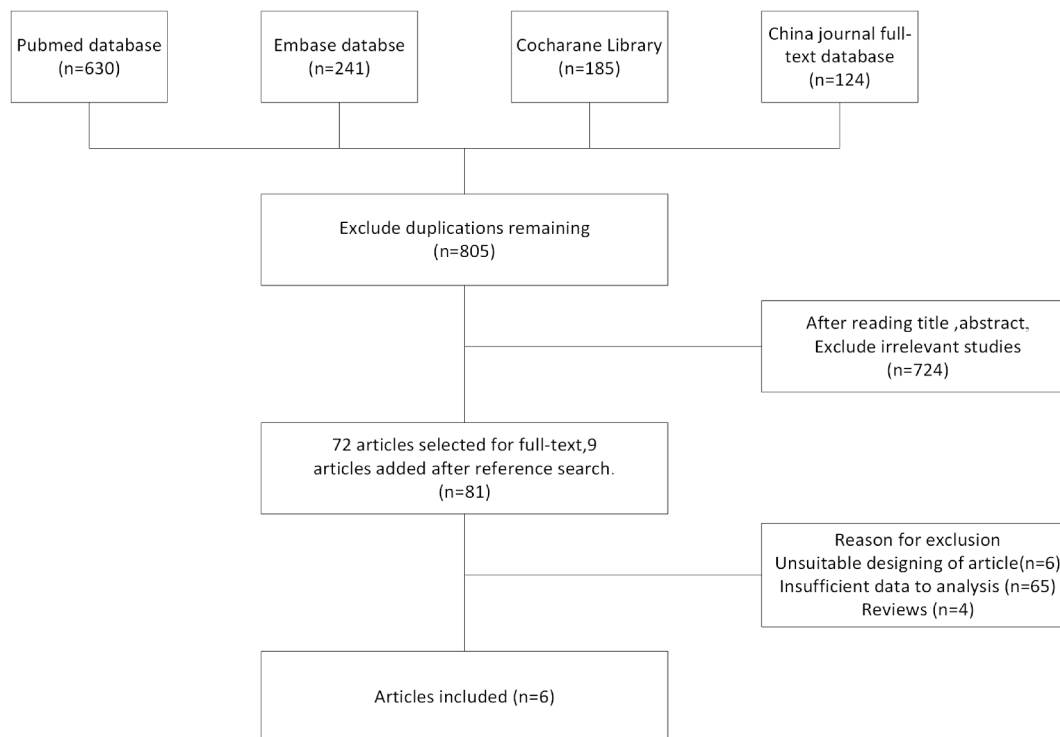 Pubmed database
(n=630)
Embase databse
(n=241)
Cocharane Library
(n=185)
China journal full-
text database
(n=124)
Exclude duplications remaining
(n=805)
After reading title ,abstract,
Exclude irrelevant studies
(n=724)
72 articles selected for full-text,9
articles added after reference search.
(n=81)
Reason for exclusion
Unsuitable designing of article(n=6)
Insufficient data to analysis (n=65)
Reviews (n=4)
Articles included (n=6)